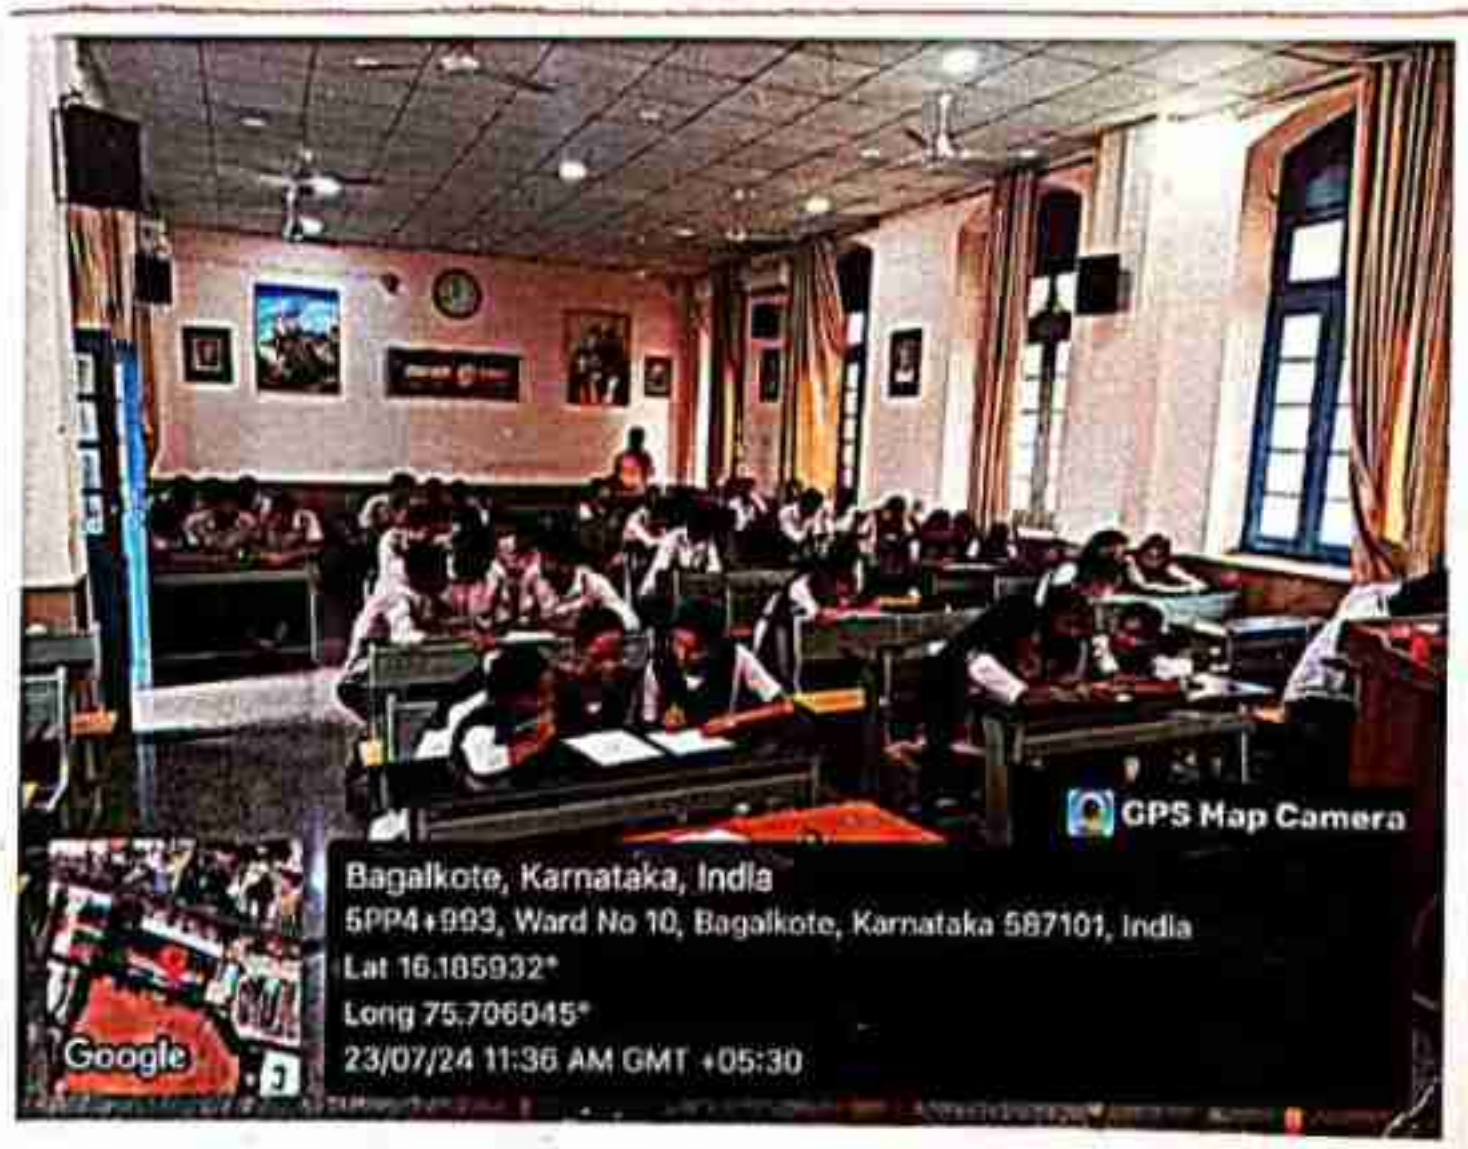 GPS Map Camera
Bagalkote, Karnataka, India
5PP4+993, Ward No 10, Bagalkote, Karnataka 587101, India
Lat 16.185932°
Long 75.706045°
23/07/24 11:36 AM GMT +05:30
Google